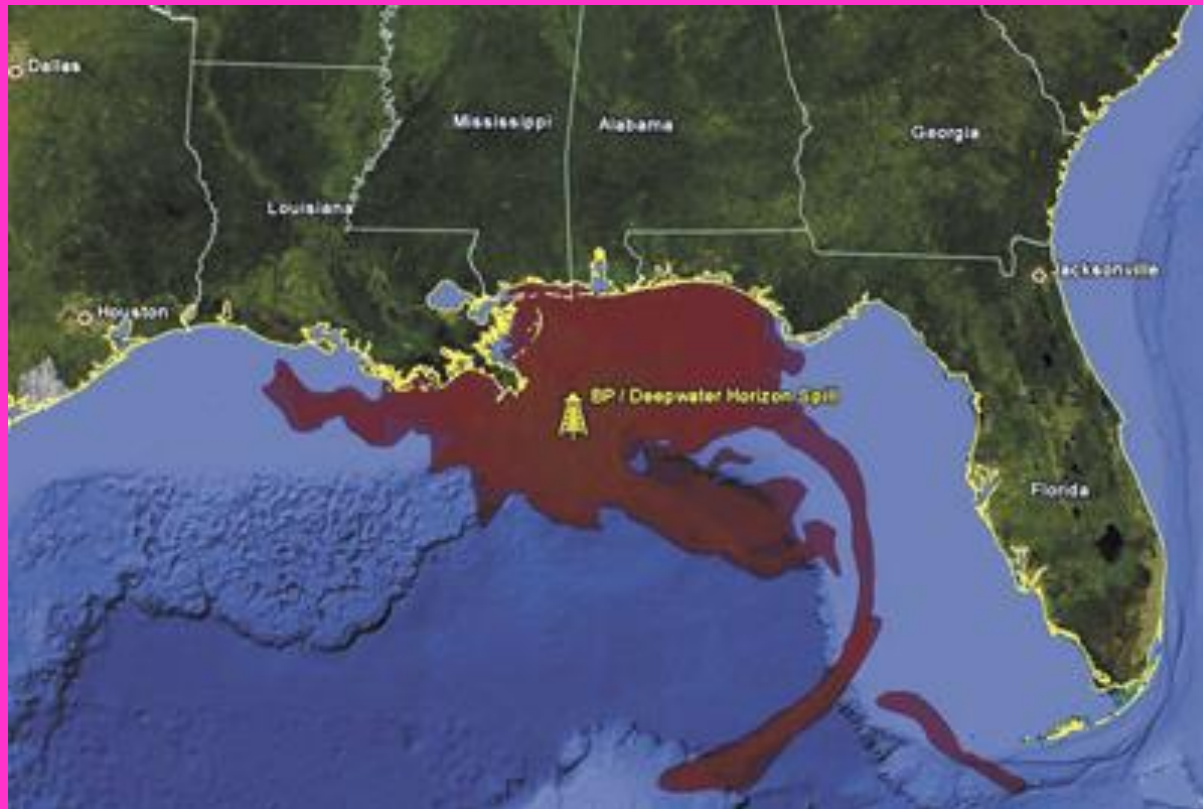 Dallas
Mississippi
Alabama
Georgia
Louisiana
Jacksonville
Houston
BP / Deepwater Horizon Spill
Florida